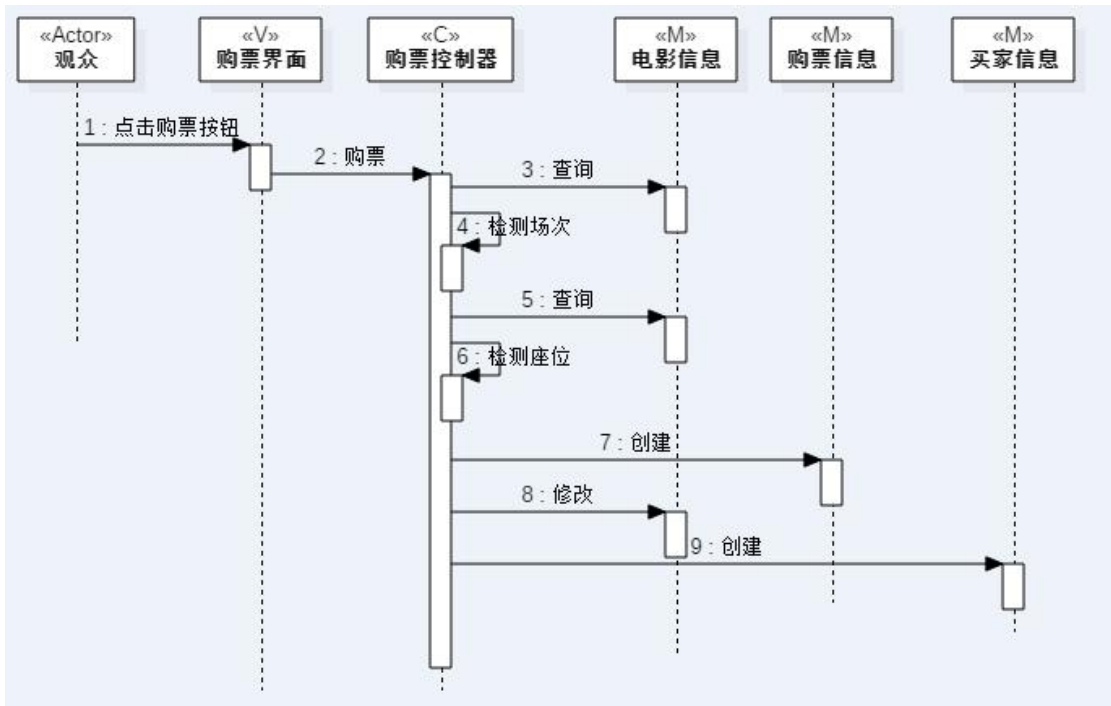 «Actor»
观众
«V»
购票界面
«C»
购票控制器
«M»
电影信息
«M»
购票信息
«M»
买家信息
1 : 点击购票按钮
2 : 购票
3 : 查询
4 : 检测场次
5 : 查询
6 : 检测座位
7 : 创建
8 : 修改
9 : 创建